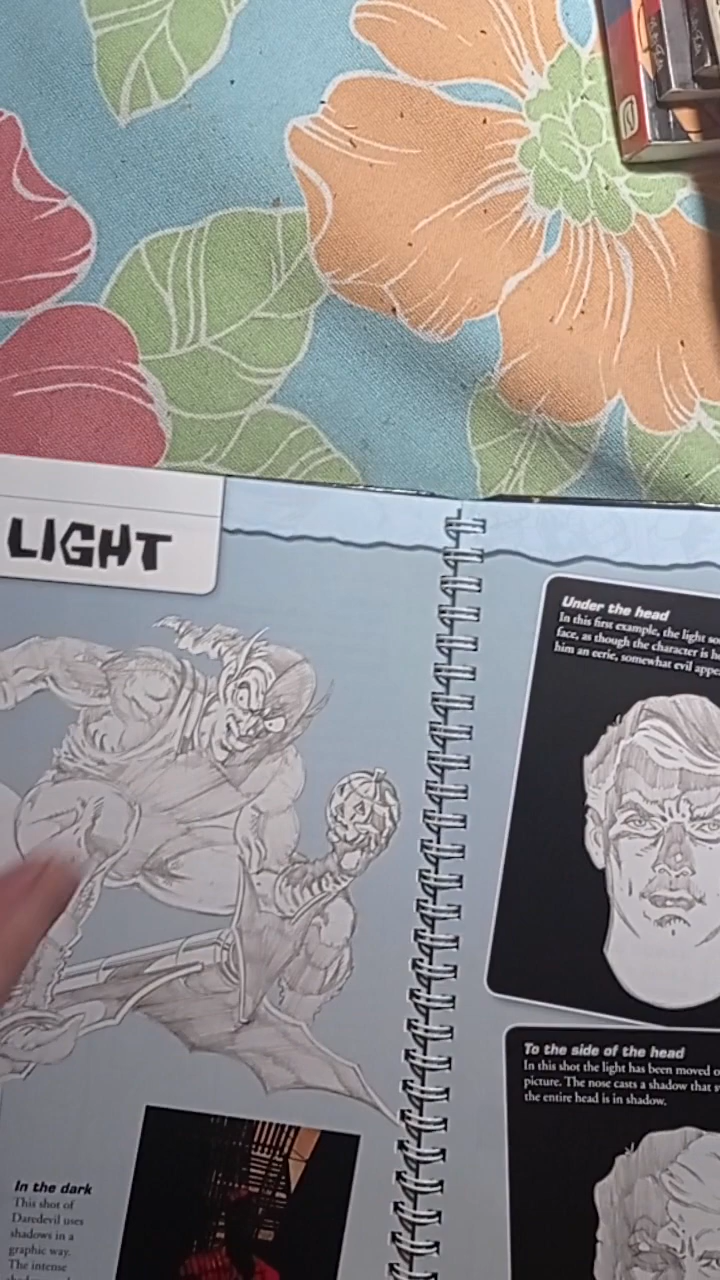 LIGHT
In the dark
This shot of
Daredevil uses
shadows in a
graphic way.
The intense
Under the head
In this first example, the light
face, as though the character is
him an eerie, somewhat evil
To the side of the head
In this shot the light has been moved
picture. The nose casts a shadow that
the entire head is in shadow.